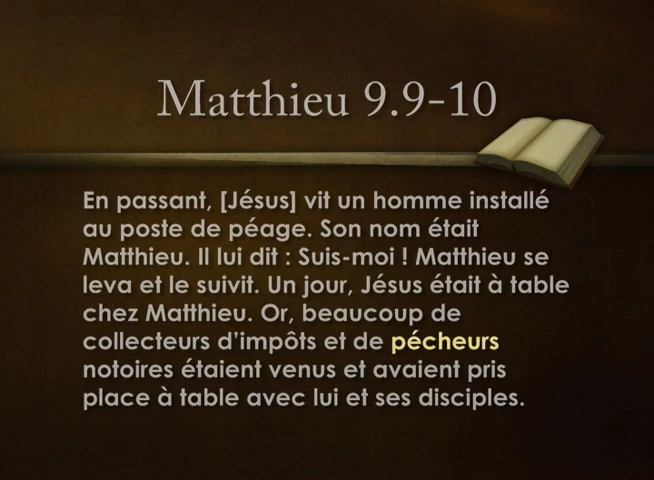 Matthieu 9.9-10
En passant, [Jésus] vit un homme installé
au poste de péage. Son nom était
Matthieu. Il lui dit : Suis-moi ! Matthieu se
leva et le suivit. Un jour, Jésus était à table
chez Matthieu. Or, beaucoup de
collecteurs d’impôts et de pécheurs
notoires étaient venus et avaient pris
place à table avec lui et ses disciples.